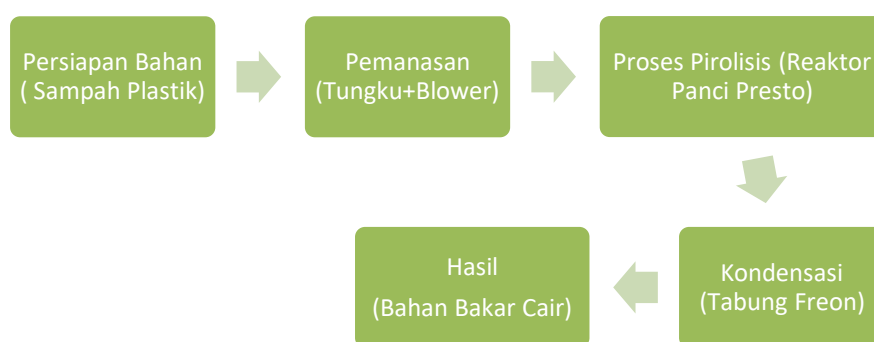 Persiapan Bahan
( Sampah Plastik)
Pemanasan
(Tungku+Blower)
Proses Pirolisis (Reaktor
Panci Presto)
Kondensasi
(Tabung Freon)
Hasil
(Bahan Bakar Cair)